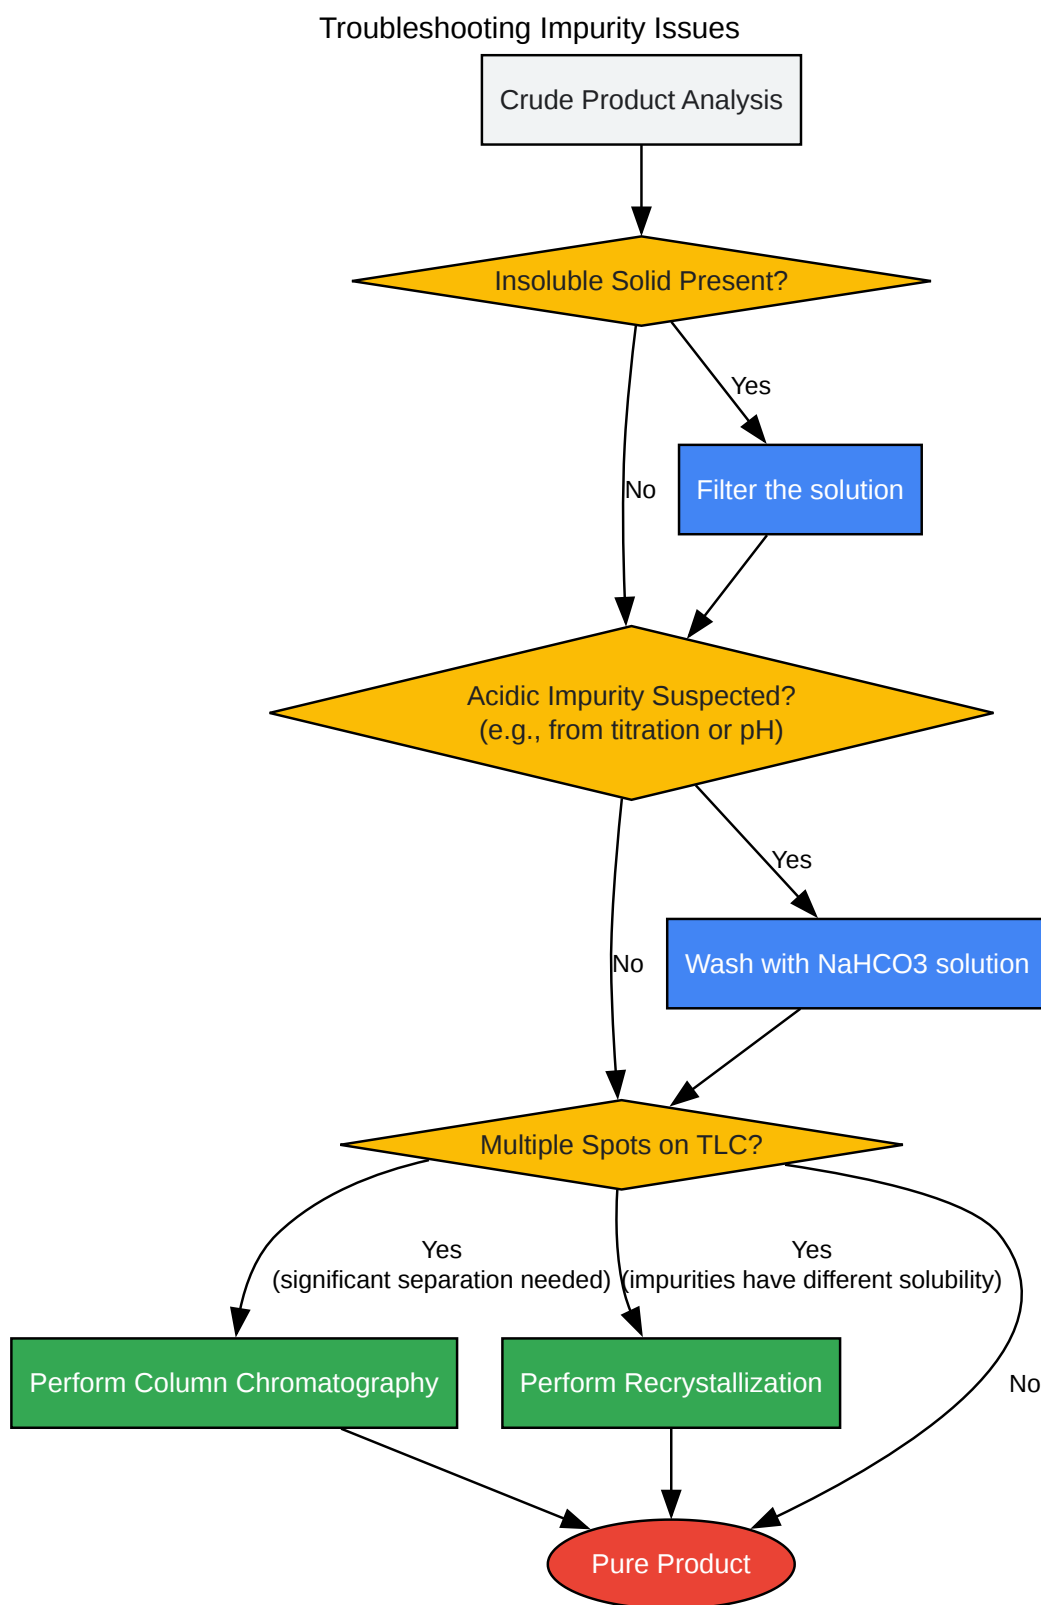 Troubleshooting Impurity Issues
Crude Product Analysis
Insoluble Solid Present?
Yes
No
Filter the solution
Acidic Impurity Suspected?
(e.g., from titration or pH)
Yes
No
Wash with NaHCO3 solution
Multiple Spots on TLC?
Yes
(significant separation needed)
Yes
(impurities have different solubility)
Perform Column Chromatography
Perform Recrystallization
No
Pure Product